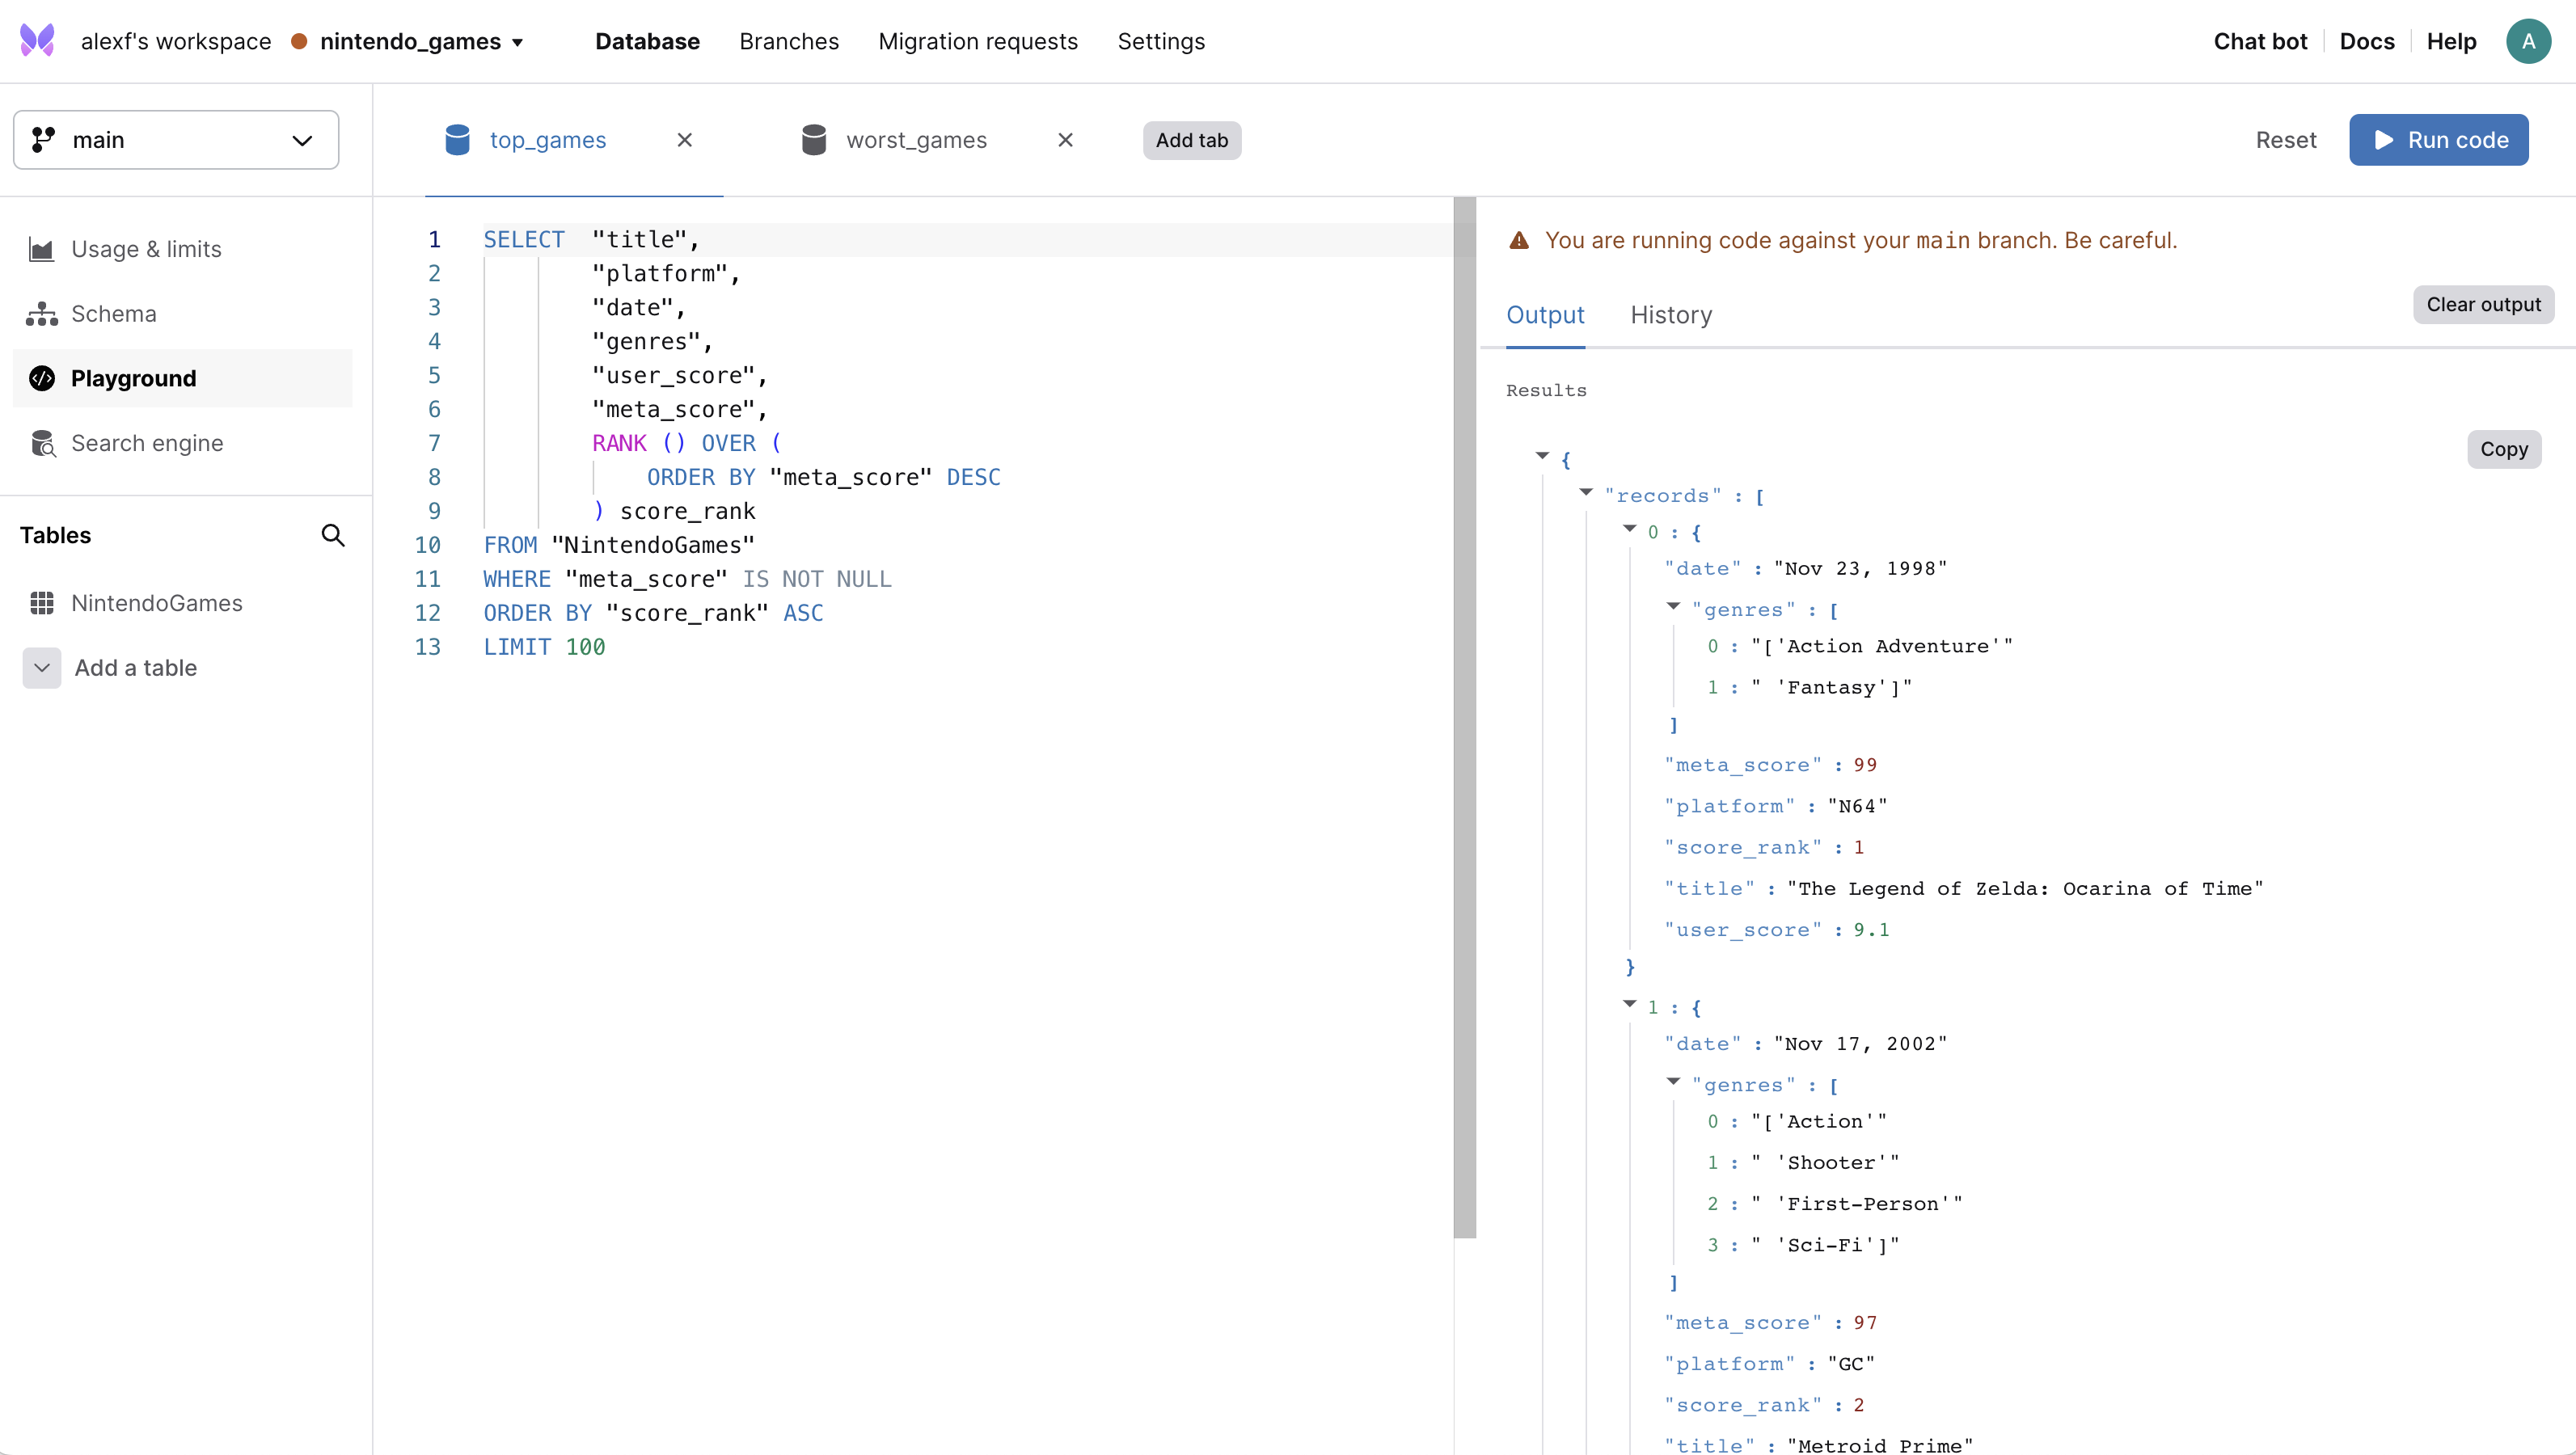 alexf's workspace nintendo_games Database Branches Migration requests Settings Chat bot Docs Help A
main
Usage & limits
Schema
Playground
Search engine
Tables
NintendoGames
Add a table
top_games worst_games Add tab Reset Run code
1 SELECT "title",
2 "platform",
3 "date",
4 "genres",
5 "user_score",
6 "meta_score",
7 RANK () OVER (
8 ORDER BY "meta_score" DESC
9 ) score_rank
10 FROM "NintendoGames"
11 WHERE "meta_score" IS NOT NULL
12 ORDER BY "score_rank" ASC
13 LIMIT 100
You are running code against your main branch. Be careful.
Output History Clear output
Results
Copy
{
"records" : [
0 : {
"date" : "Nov 23, 1998"
"genres" : [
0 : "['Action Adventure'"
1 : " 'Fantasy']"
]
"meta_score" : 99
"platform" : "N64"
"score_rank" : 1
"title" : "The Legend of Zelda: Ocarina of Time"
"user_score" : 9.1
}
1 : {
"date" : "Nov 17, 2002"
"genres" : [
0 : "['Action'"
1 : " 'Shooter'"
2 : " 'First-Person'"
3 : " 'Sci-Fi']"
]
"meta_score" : 97
"platform" : "GC"
"score_rank" : 2
"title" : "Metroid Prime"